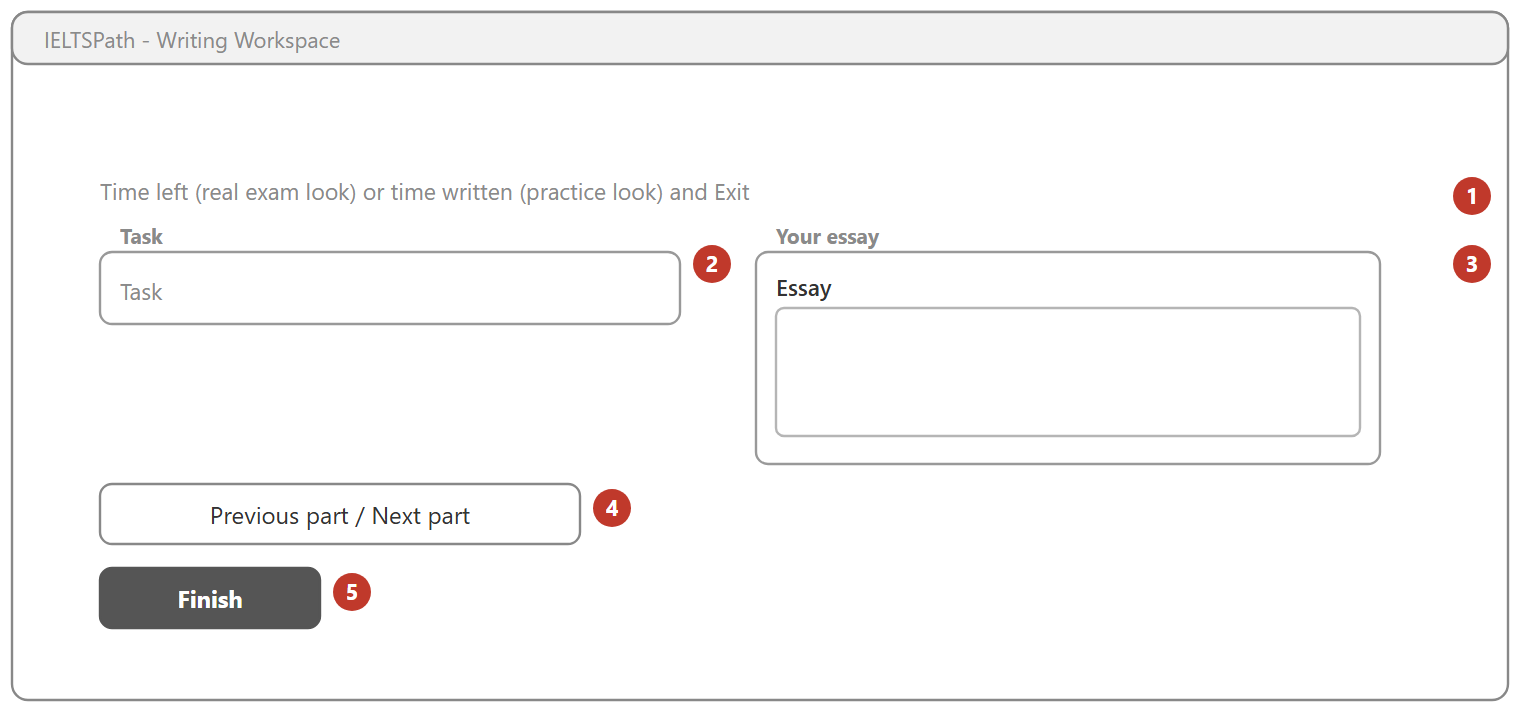 IELTSPath - Writing Workspace
Time left (real exam look) or time written (practice look) and Exit
1
Task
Your essay
Task
2
Essay
3
Previous part / Next part
4
Finish
5